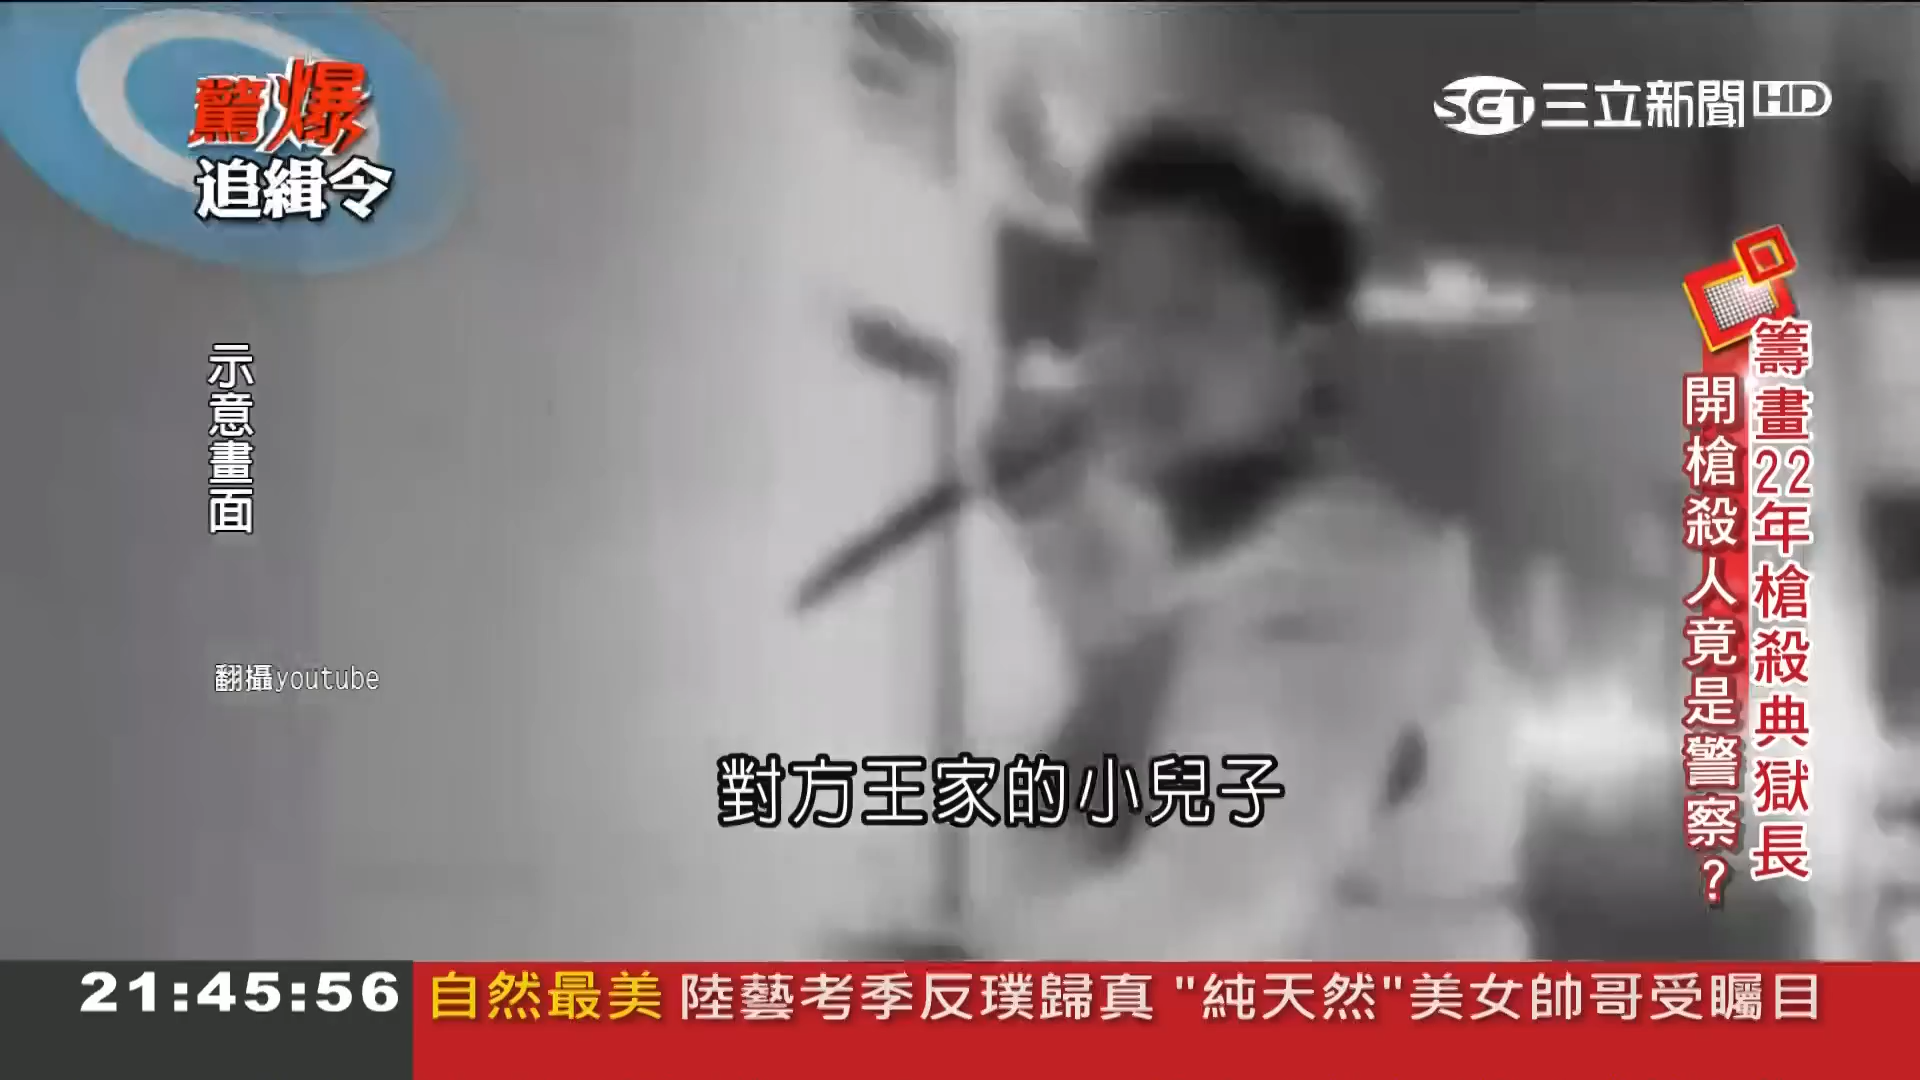 驚爆
追緝令
SET三立新聞HD
籌畫22年槍殺典獄長
開槍殺人竟是警察?
示意畫面
翻攝youtube
對方王家的小兒子
21:45:56
自然最美 陸藝考季反璞歸真 "純天然"美女帥哥受矚目